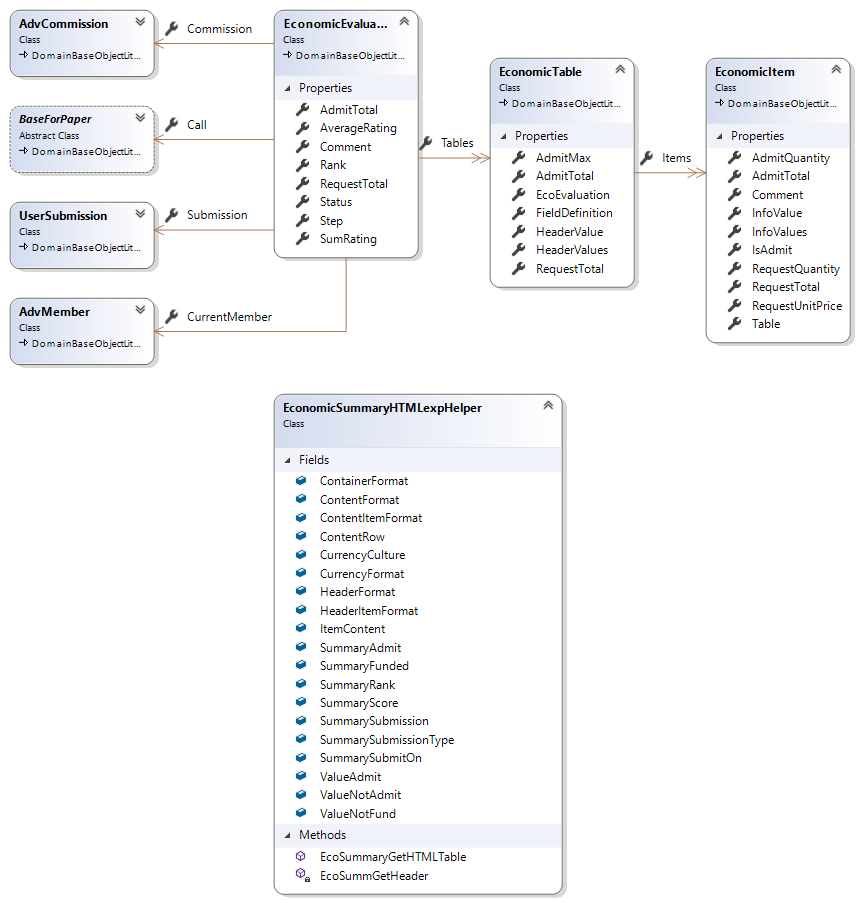 AdvCommission
Class
DomainBaseObjectLit...
Commission
BaseForPaper
Abstract Class
DomainBaseObjectLit...
Call
UserSubmission
Class
DomainBaseObjectLit...
Submission
AdvMember
Class
DomainBaseObjectLit...
CurrentMember
EconomicEvalua...
Class
DomainBaseObjectLit...
Properties
AdmitTotal
AverageRating
Comment
Rank
RequestTotal
Status
Step
SumRating
Tables
EconomicTable
Class
DomainBaseObjectLit...
Properties
AdmitMax
AdmitTotal
EcoEvaluation
FieldDefinition
HeaderValue
HeaderValues
RequestTotal
Items
EconomicItem
Class
DomainBaseObjectLit...
Properties
AdmitQuantity
AdmitTotal
Comment
InfoValue
InfoValues
IsAdmit
RequestQuantity
RequestTotal
RequestUnitPrice
Table
EconomicSummaryHTMLexpHelper
Class
Fields
ContainerFormat
ContentFormat
ContentItemFormat
ContentRow
CurrencyCulture
CurrencyFormat
HeaderFormat
HeaderItemFormat
ItemContent
SummaryAdmit
SummaryFunded
SummaryRank
SummaryScore
SummarySubmission
SummarySubmissionType
SummarySubmitOn
ValueAdmit
ValueNotAdmit
ValueNotFund
Methods
EcoSummaryGetHTMLTable
EcoSummGetHeader